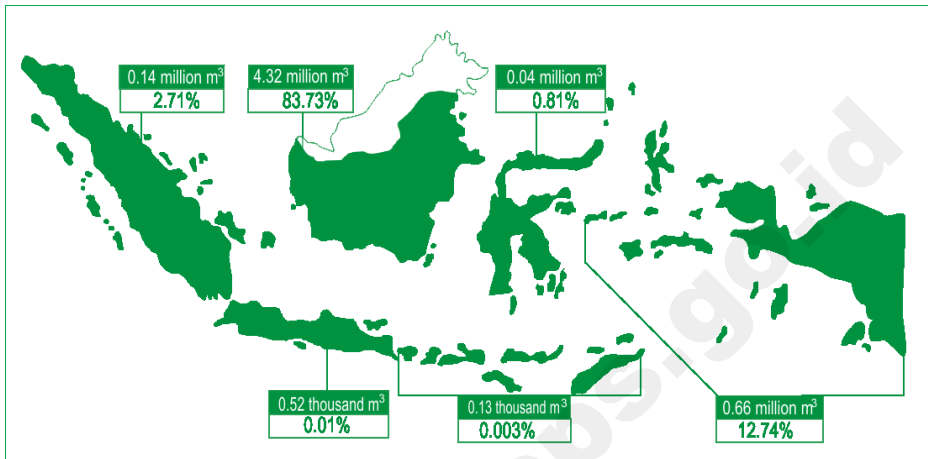 0.14 million m³
2.71%
4.32 million m³
83.73%
0.04 million m³
0.81%
0.52 thousand m³
0.01%
0.13 thousand m³
0.003%
0.66 million m³
12.74%
bps.go.id